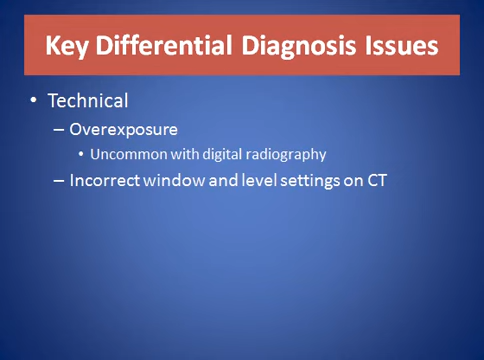 Key Differential Diagnosis Issues
• Technical
– Overexposure
• Uncommon with digital radiography
– Incorrect window and level settings on CT